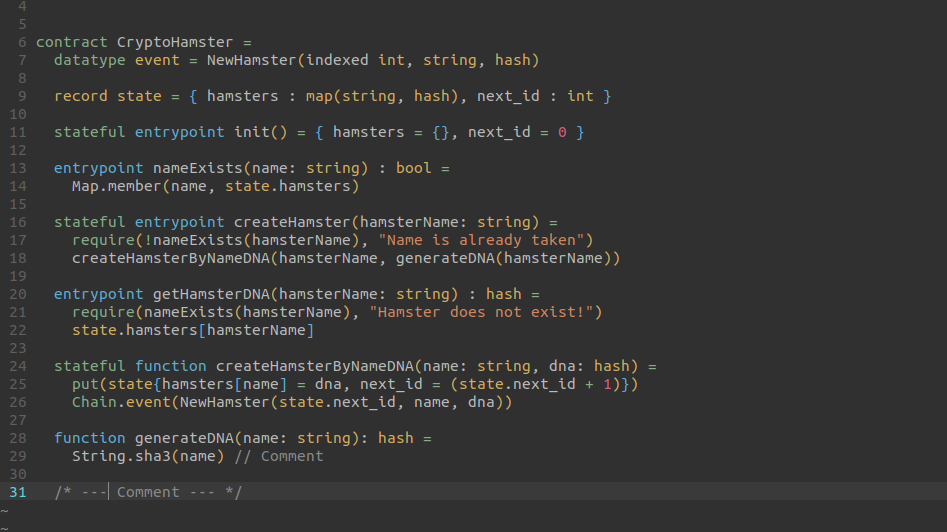 4
5
6 contract CryptoHamster =
7   datatype event = NewHamster(indexed int, string, hash)
8
9   record state = { hamsters : map(string, hash), next_id : int }
10
11   stateful entrypoint init() = { hamsters = {}, next_id = 0 }
12
13   entrypoint nameExists(name: string) : bool =
14     Map.member(name, state.hamsters)
15
16   stateful entrypoint createHamster(hamsterName: string) =
17     require(!nameExists(hamsterName), "Name is already taken")
18     createHamsterByNameDNA(hamsterName, generateDNA(hamsterName))
19
20   entrypoint getHamsterDNA(hamsterName: string) : hash =
21     require(nameExists(hamsterName), "Hamster does not exist!")
22     state.hamsters[hamsterName]
23
24   stateful function createHamsterByNameDNA(name: string, dna: hash) =
25     put(state{hamsters[name] = dna, next_id = (state.next_id + 1)})
26     Chain.event(NewHamster(state.next_id, name, dna))
27
28   function generateDNA(name: string): hash =
29     String.sha3(name) // Comment
30
31   /* --- Comment --- */
~
~